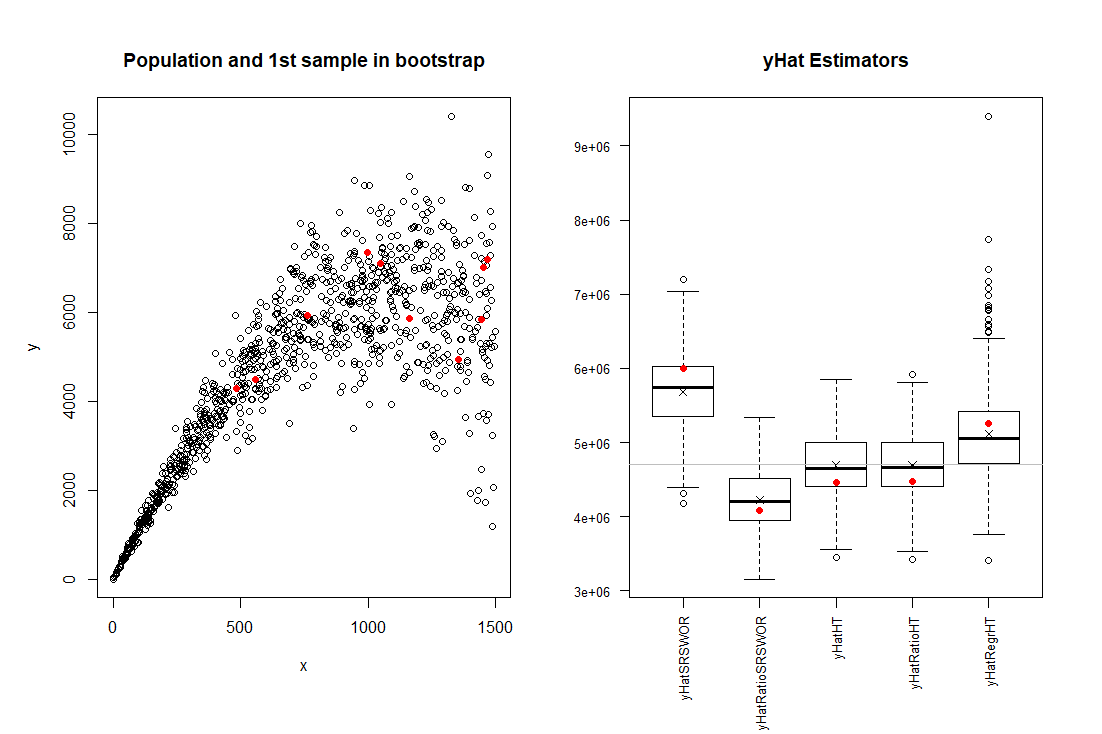 Population and 1st sample in bootstrap
y
10000
8000
6000
4000
2000
0
0 500 1000 1500
x
yHat Estimators
9e+06
8e+06
7e+06
6e+06
5e+06
4e+06
3e+06
yHatSRSWOR
yHatRatioSRSWOR
yHatHT
yHatRatioHT
yHatRegrHT